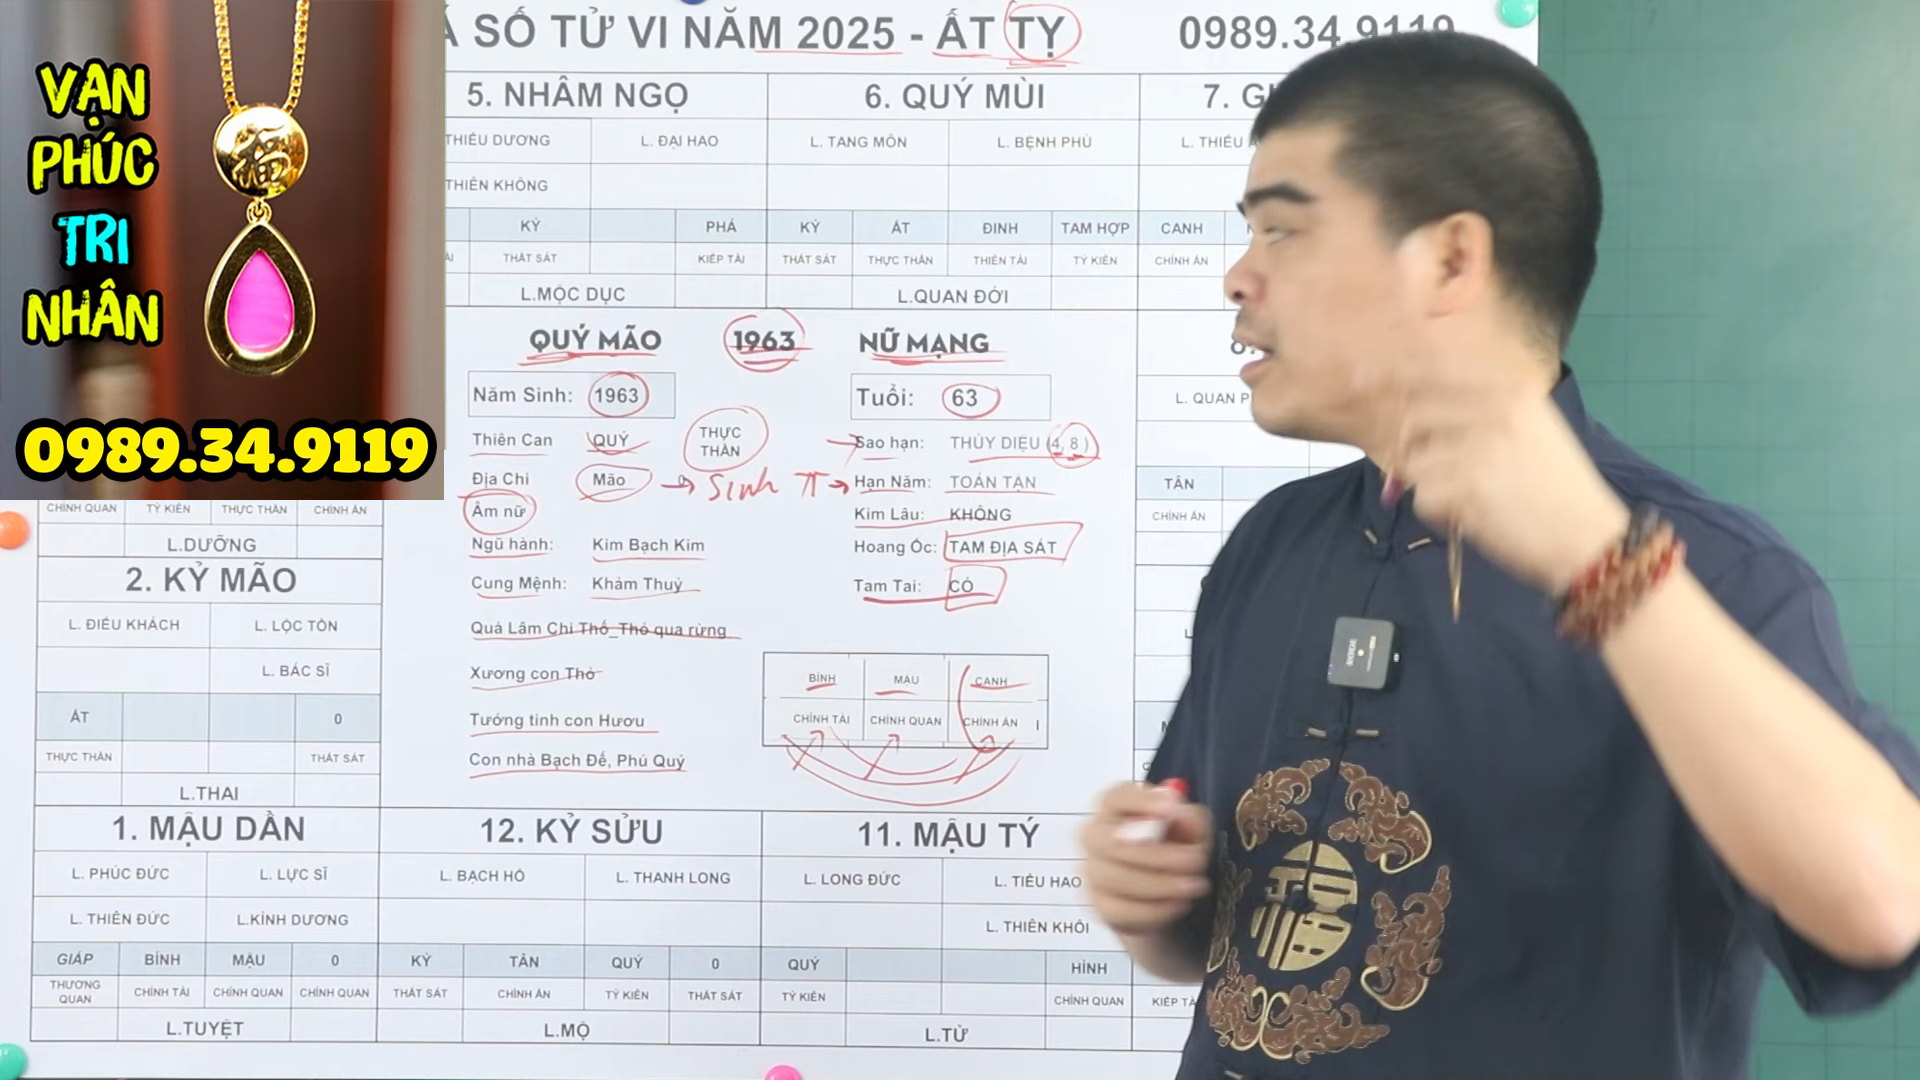 VẠN
PHÚC
TRI
NHÂN
0989.34.9119
Á SỐ TỬ VI NĂM 2025 - ẤT TỴ
0989.34.9119
5. NHÂM NGỌ
6. QUÝ MÙI
THIẾU DƯƠNG
L. ĐẠI HAO
L. TANG MÔN
L. BỆNH PHÙ
L. THIẾU
THIÊN KHÔNG
KỶ
PHÁ
KỶ
ẤT
ĐINH
TAM HỢP
CANH
THẤT SÁT
KIẾP TÀI
THẤT SÁT
THỰC THẦN
THIÊN TÀI
TỶ KIÊN
CHÍNH ẤN
L.MỘC DỤC
L.QUAN ĐỚI
QUÝ MÃO
1963
NỮ MẠNG
Năm Sinh: 1963
Tuổi: 63
Thiên Can QUÝ
THỰC THẦN
Sao hạn: THỦY DIỆU (4, 8 )
Địa Chi Mão
Sinh
Hạn Năm: TOÁN TẬN
Âm nữ
Kim Lâu: KHÔNG
Ngũ hành: Kim Bạch Kim
Hoang Ốc: TAM ĐỊA SÁT
Cung Mệnh: Khảm Thuỷ
Tam Tai: CÓ
Quá Lâm Chi Thố_Thỏ qua rừng
Xương con Thỏ
Tướng tinh con Hươu
Con nhà Bạch Đế, Phú Quý
BÍNH
MẬU
CANH
CHÍNH TÀI
CHÍNH QUAN
CHÍNH ẤN
L. QUAN P
TÂN
CHÍNH ẤN
CHÍNH QUAN
TỶ KIÊN
THỰC THẦN
CHÍNH ẤN
L.DƯỠNG
2. KỶ MÃO
L. ĐIẾU KHÁCH
L. LỘC TỒN
L. BÁC SĨ
ẤT
0
THỰC THẦN
THẤT SÁT
L.THAI
1. MẬU DẦN
12. KỶ SỬU
11. MẬU TÝ
L. PHÚC ĐỨC
L. LỰC SĨ
L. BẠCH HỔ
L. THANH LONG
L. LONG ĐỨC
L. TIỂU HAO
L. THIÊN ĐỨC
L.KÌNH DƯƠNG
L. THIÊN KHÔI
GIÁP
BÍNH
MẬU
0
KỶ
TÂN
QUÝ
0
QUÝ
HÌNH
THƯƠNG QUAN
CHÍNH TÀI
CHÍNH QUAN
CHÍNH QUAN
THẤT SÁT
CHÍNH ẤN
TỶ KIÊN
THẤT SÁT
TỶ KIÊN
CHÍNH QUAN
KIẾP TÀ
L.TUYỆT
L.MỘ
L.TỬ
福
福